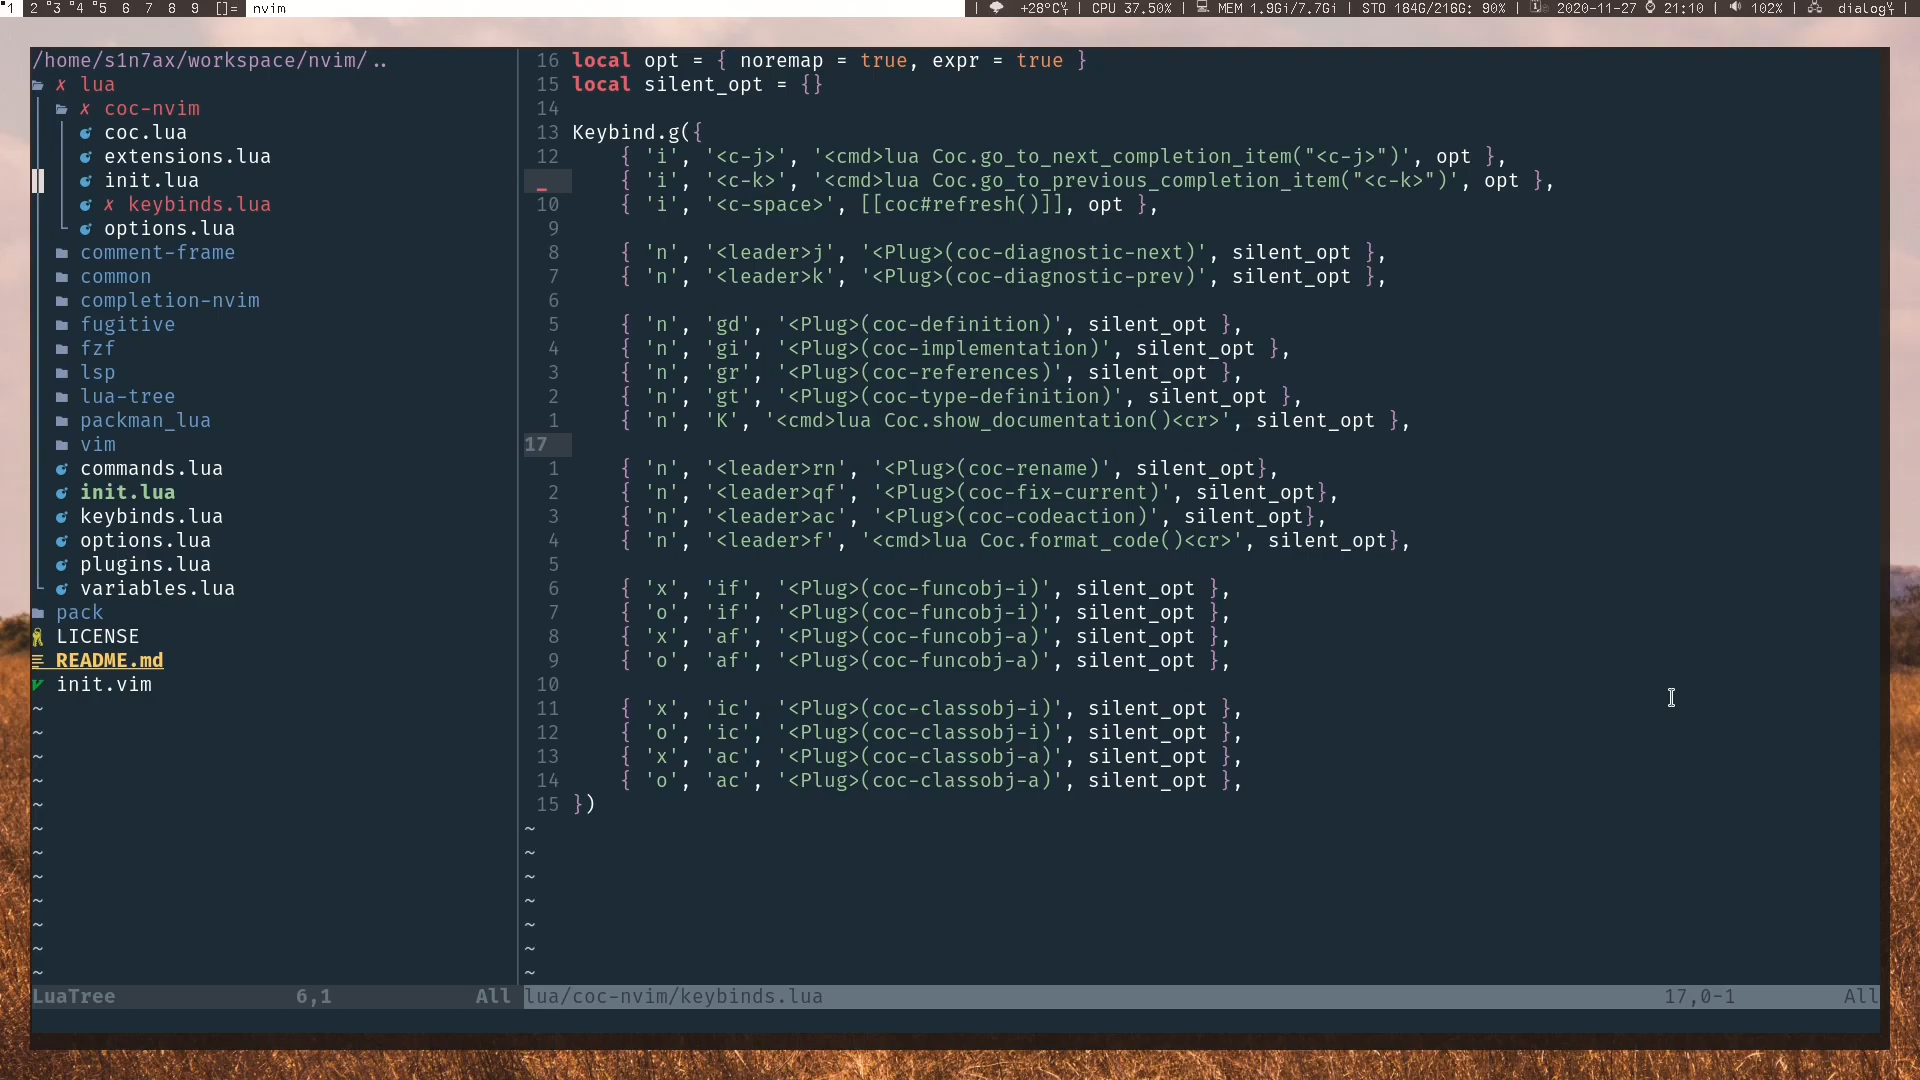 1 2 3 4 5 6 7 8 9 []= nvim | +28°C | CPU 37.50% | MEM 1.9Gi/7.7Gi | STO 184G/216G: 90% | 2020-11-27 21:10 | 102% | dialog |
/home/s1n7ax/workspace/nvim/..
✗ lua
✗ coc-nvim
coc.lua
extensions.lua
init.lua
✗ keybinds.lua
options.lua
comment-frame
common
completion-nvim
fugitive
fzf
lsp
lua-tree
packman_lua
vim
commands.lua
init.lua
keybinds.lua
options.lua
plugins.lua
variables.lua
pack
LICENSE
README.md
init.vim
~
~
~
~
~
~
~
~
~
~
~
~
LuaTree 6,1 All
16 local opt = { noremap = true, expr = true }
15 local silent_opt = {}
14
13 Keybind.g({
12 { 'i', '<c-j>', '<cmd>lua Coc.go_to_next_completion_item("<c-j>")', opt },
_ { 'i', '<c-k>', '<cmd>lua Coc.go_to_previous_completion_item("<c-k>")', opt },
10 { 'i', '<c-space>', [[coc#refresh()]], opt },
9
8 { 'n', '<leader>j', '<Plug>(coc-diagnostic-next)', silent_opt },
7 { 'n', '<leader>k', '<Plug>(coc-diagnostic-prev)', silent_opt },
6
5 { 'n', 'gd', '<Plug>(coc-definition)', silent_opt },
4 { 'n', 'gi', '<Plug>(coc-implementation)', silent_opt },
3 { 'n', 'gr', '<Plug>(coc-references)', silent_opt },
2 { 'n', 'gt', '<Plug>(coc-type-definition)', silent_opt },
1 { 'n', 'K', '<cmd>lua Coc.show_documentation()<cr>', silent_opt },
17
1 { 'n', '<leader>rn', '<Plug>(coc-rename)', silent_opt},
2 { 'n', '<leader>qf', '<Plug>(coc-fix-current)', silent_opt},
3 { 'n', '<leader>ac', '<Plug>(coc-codeaction)', silent_opt},
4 { 'n', '<leader>f', '<cmd>lua Coc.format_code()<cr>', silent_opt},
5
6 { 'x', 'if', '<Plug>(coc-funcobj-i)', silent_opt },
7 { 'o', 'if', '<Plug>(coc-funcobj-i)', silent_opt },
8 { 'x', 'af', '<Plug>(coc-funcobj-a)', silent_opt },
9 { 'o', 'af', '<Plug>(coc-funcobj-a)', silent_opt },
10
11 { 'x', 'ic', '<Plug>(coc-classobj-i)', silent_opt },
12 { 'o', 'ic', '<Plug>(coc-classobj-i)', silent_opt },
13 { 'x', 'ac', '<Plug>(coc-classobj-a)', silent_opt },
14 { 'o', 'ac', '<Plug>(coc-classobj-a)', silent_opt },
15 })
~
~
~
~
~
~
~
lua/coc-nvim/keybinds.lua 17,0-1 All